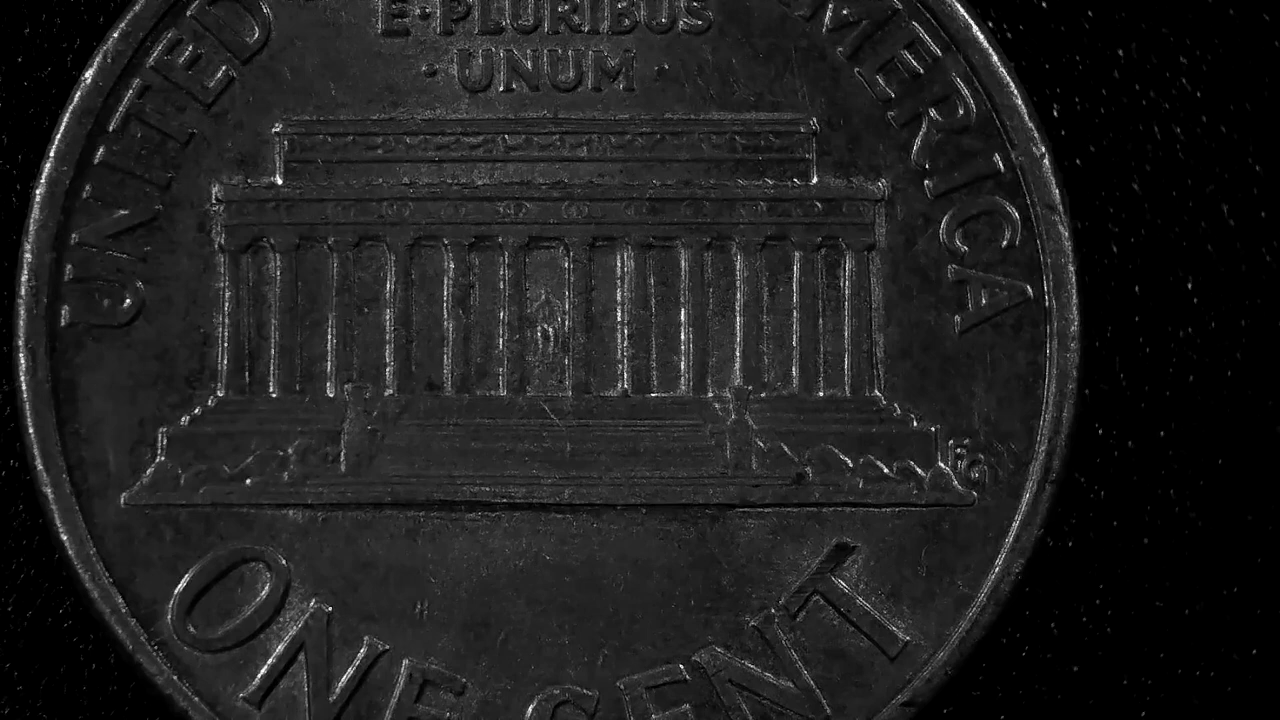 UNITED
AMERICA
E·PLURIBUS
·UNUM·
FG
ONE CENT